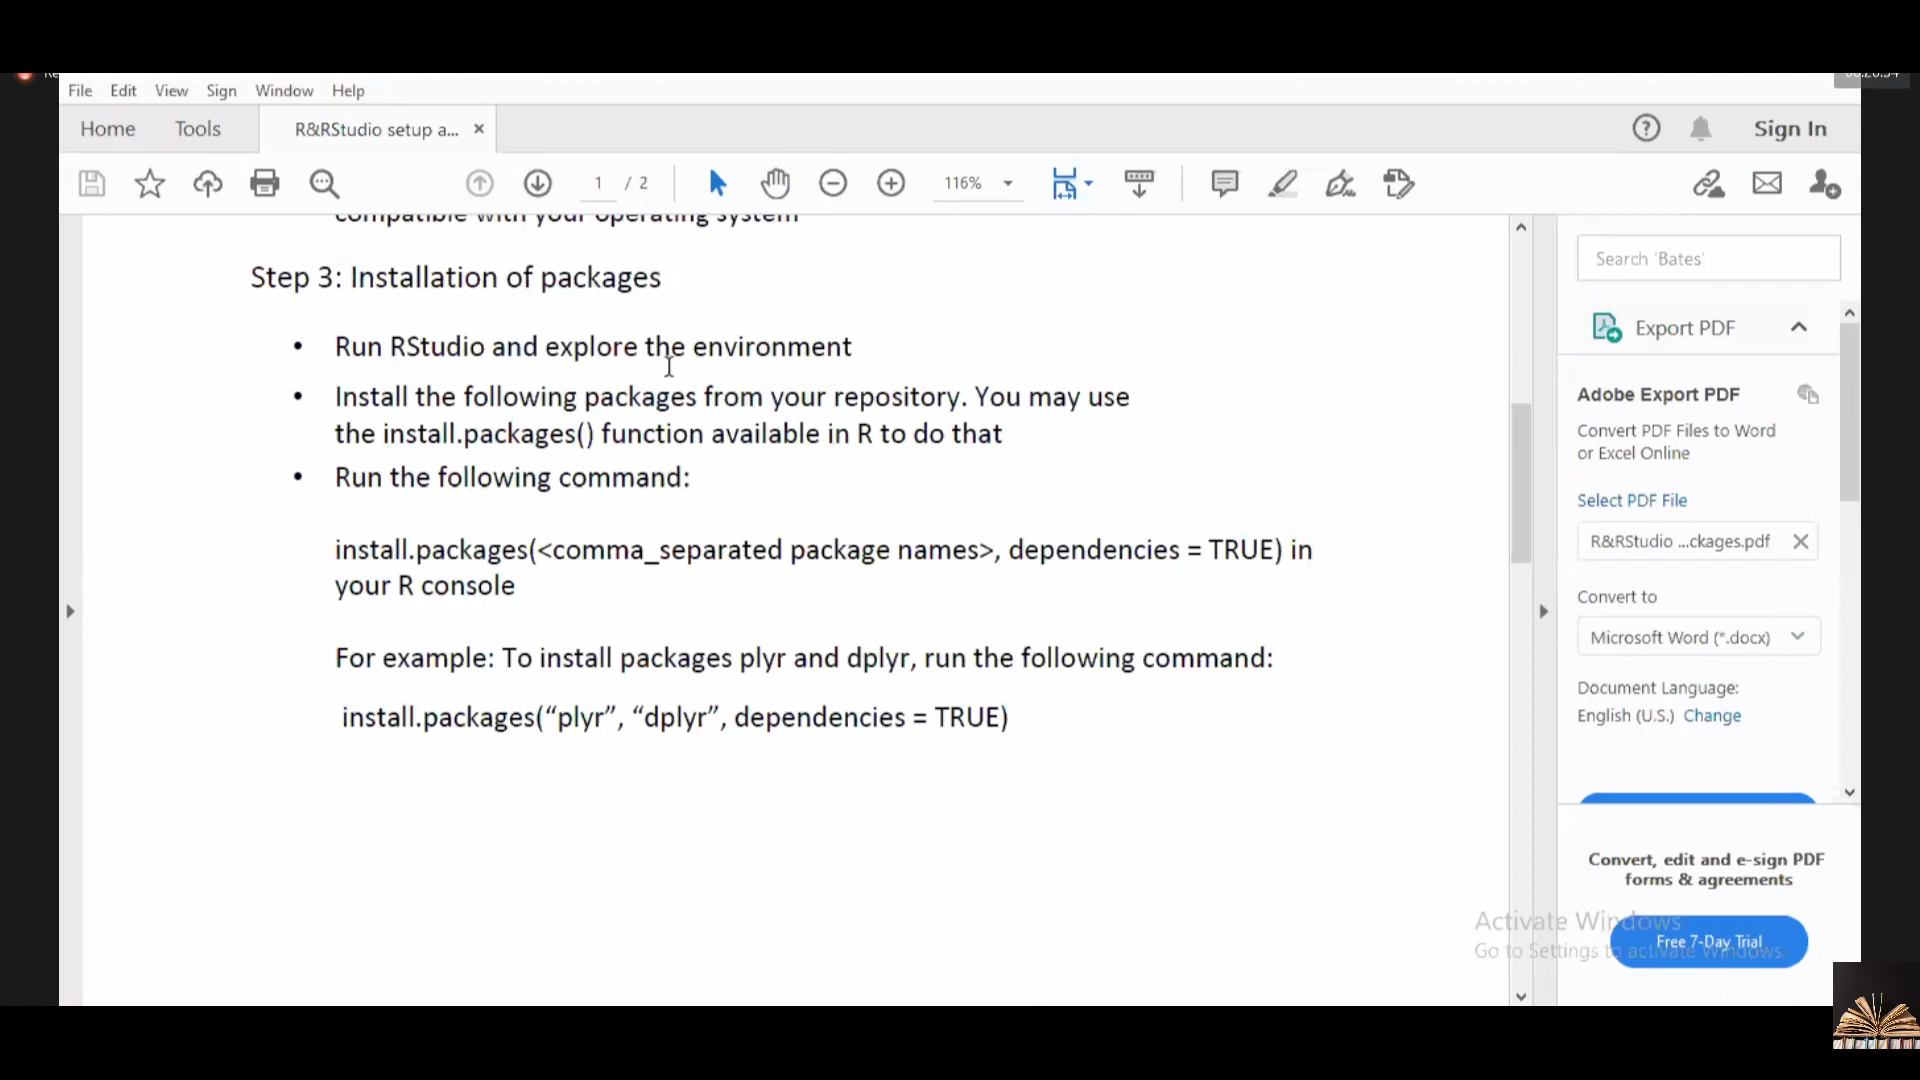 File Edit View Sign Window Help
Home Tools R&RStudio setup a... Sign In
1 / 2 116%
compatible with your operating system
Step 3: Installation of packages
• Run RStudio and explore the environment
• Install the following packages from your repository. You may use
the install.packages() function available in R to do that
• Run the following command:
install.packages(<comma_separated package names>, dependencies = TRUE) in
your R console
For example: To install packages plyr and dplyr, run the following command:
install.packages(“plyr”, “dplyr”, dependencies = TRUE)
Search 'Bates'
Export PDF
Adobe Export PDF
Convert PDF Files to Word
or Excel Online
Select PDF File
R&RStudio ...ckages.pdf
Convert to
Microsoft Word (*.docx)
Document Language:
English (U.S.) Change
Convert, edit and e-sign PDF
forms & agreements
Free 7-Day Trial
Activate Windows
Go to Settings to activate Windows.